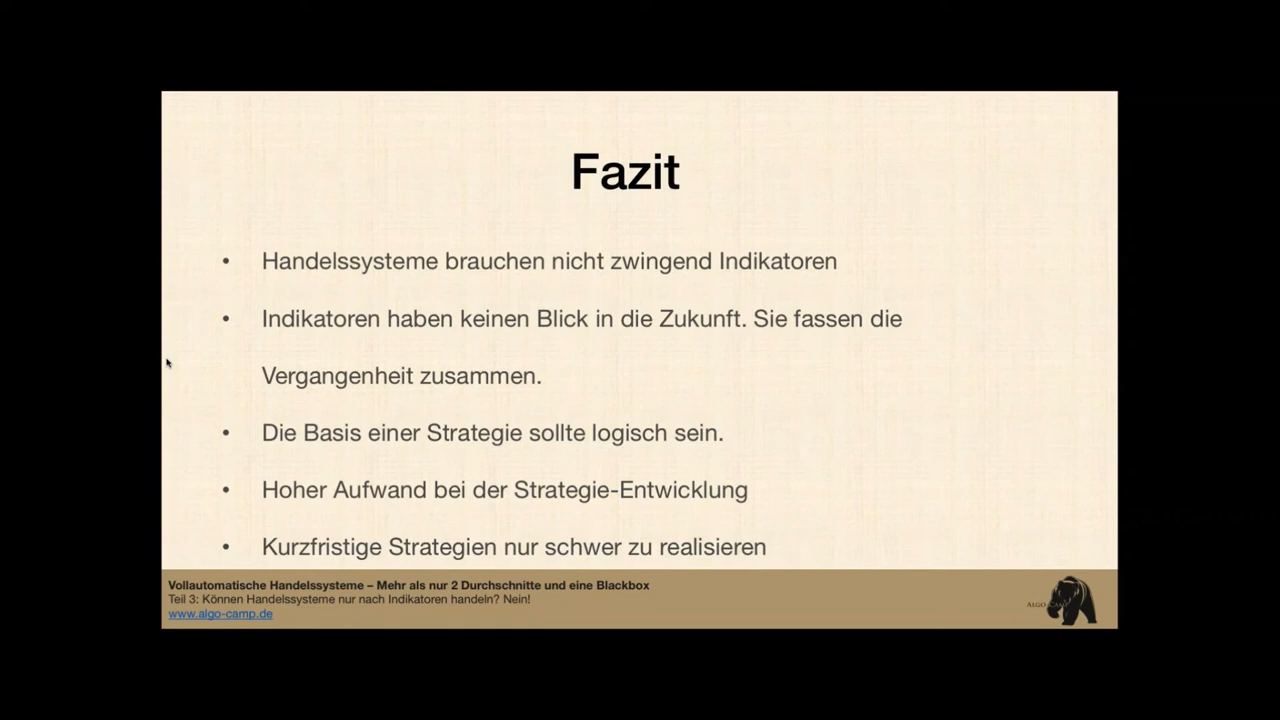 Fazit
• Handelssysteme brauchen nicht zwingend Indikatoren
• Indikatoren haben keinen Blick in die Zukunft. Sie fassen die
Vergangenheit zusammen.
• Die Basis einer Strategie sollte logisch sein.
• Hoher Aufwand bei der Strategie-Entwicklung
• Kurzfristige Strategien nur schwer zu realisieren
Vollautomatische Handelssysteme – Mehr als nur 2 Durchschnitte und eine Blackbox
Teil 3: Können Handelssysteme nur nach Indikatoren handeln? Nein!
www.algo-camp.de